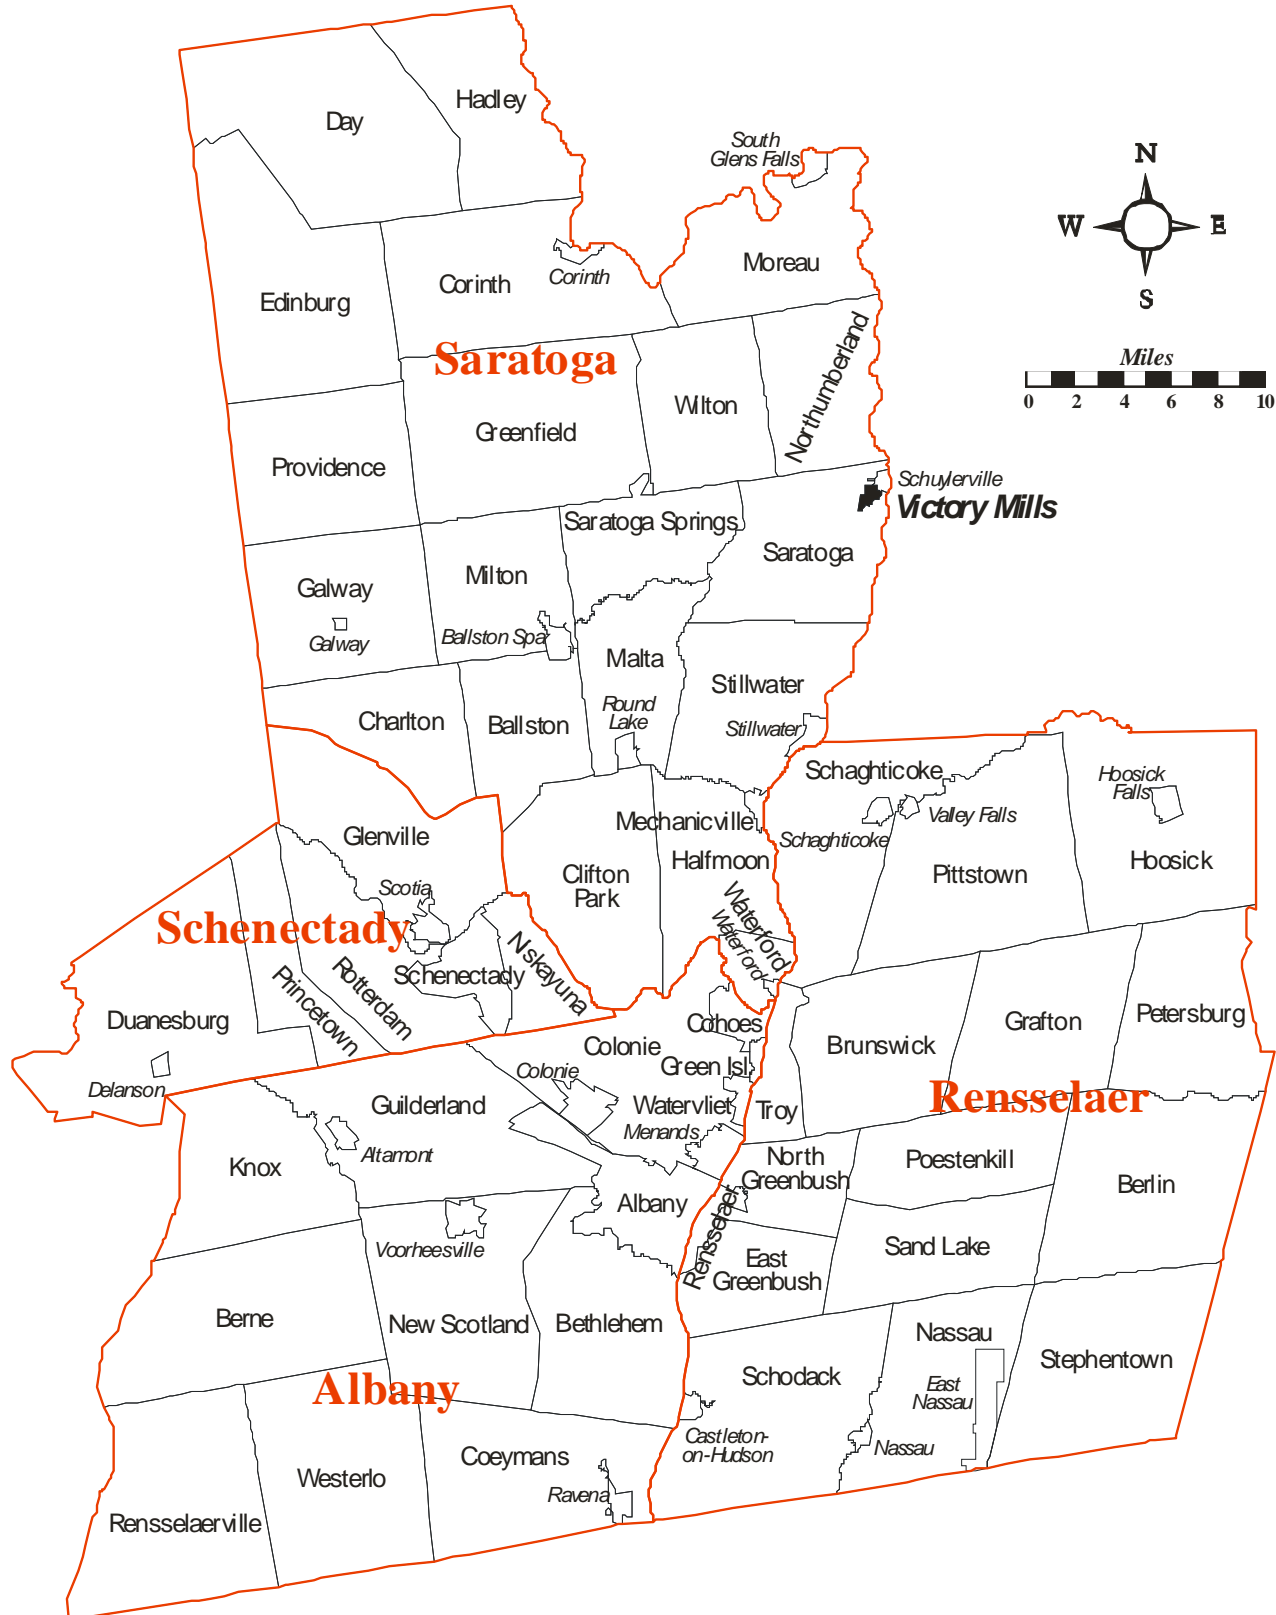 Hadley
Day
South
Glens Falls
N
W
E
S
Moreau
Corinth
Corinth
Edinburg
Saratoga
Miles
0 2 4 6 8 10
Northumberland
Wilton
Greenfield
Providence
Schuylerville
Victory Mills
Saratoga Springs
Saratoga
Milton
Galway
Galway
Ballston Spa
Malta
Stillwater
Round
Lake
Stillwater
Charlton
Ballston
Schaghticoke
Hoosick
Falls
Valley Falls
Schaghticoke
Mechanicville
Glenville
Halfmoon
Hoosick
Clifton
Park
Pittstown
Scotia
Waterford
Waterford
Schenectady
Niskayuna
Schenectady
Rotterdam
Princetown
Duanesburg
Cohoes
Petersburg
Grafton
Brunswick
Colonie
Green Isl.
Colonie
Delanson
Rensselaer
Guilderland
Watervliet
Troy
Menands
Altamont
North
Greenbush
Poestenkill
Knox
Berlin
Albany
Rensselaer
Voorheesville
Sand Lake
East
Greenbush
Berne
New Scotland
Bethlehem
Nassau
Stephentown
Schodack
Albany
East
Nassau
Castleton-
on-Hudson
Nassau
Coeymans
Westerlo
Ravena
Rensselaerville